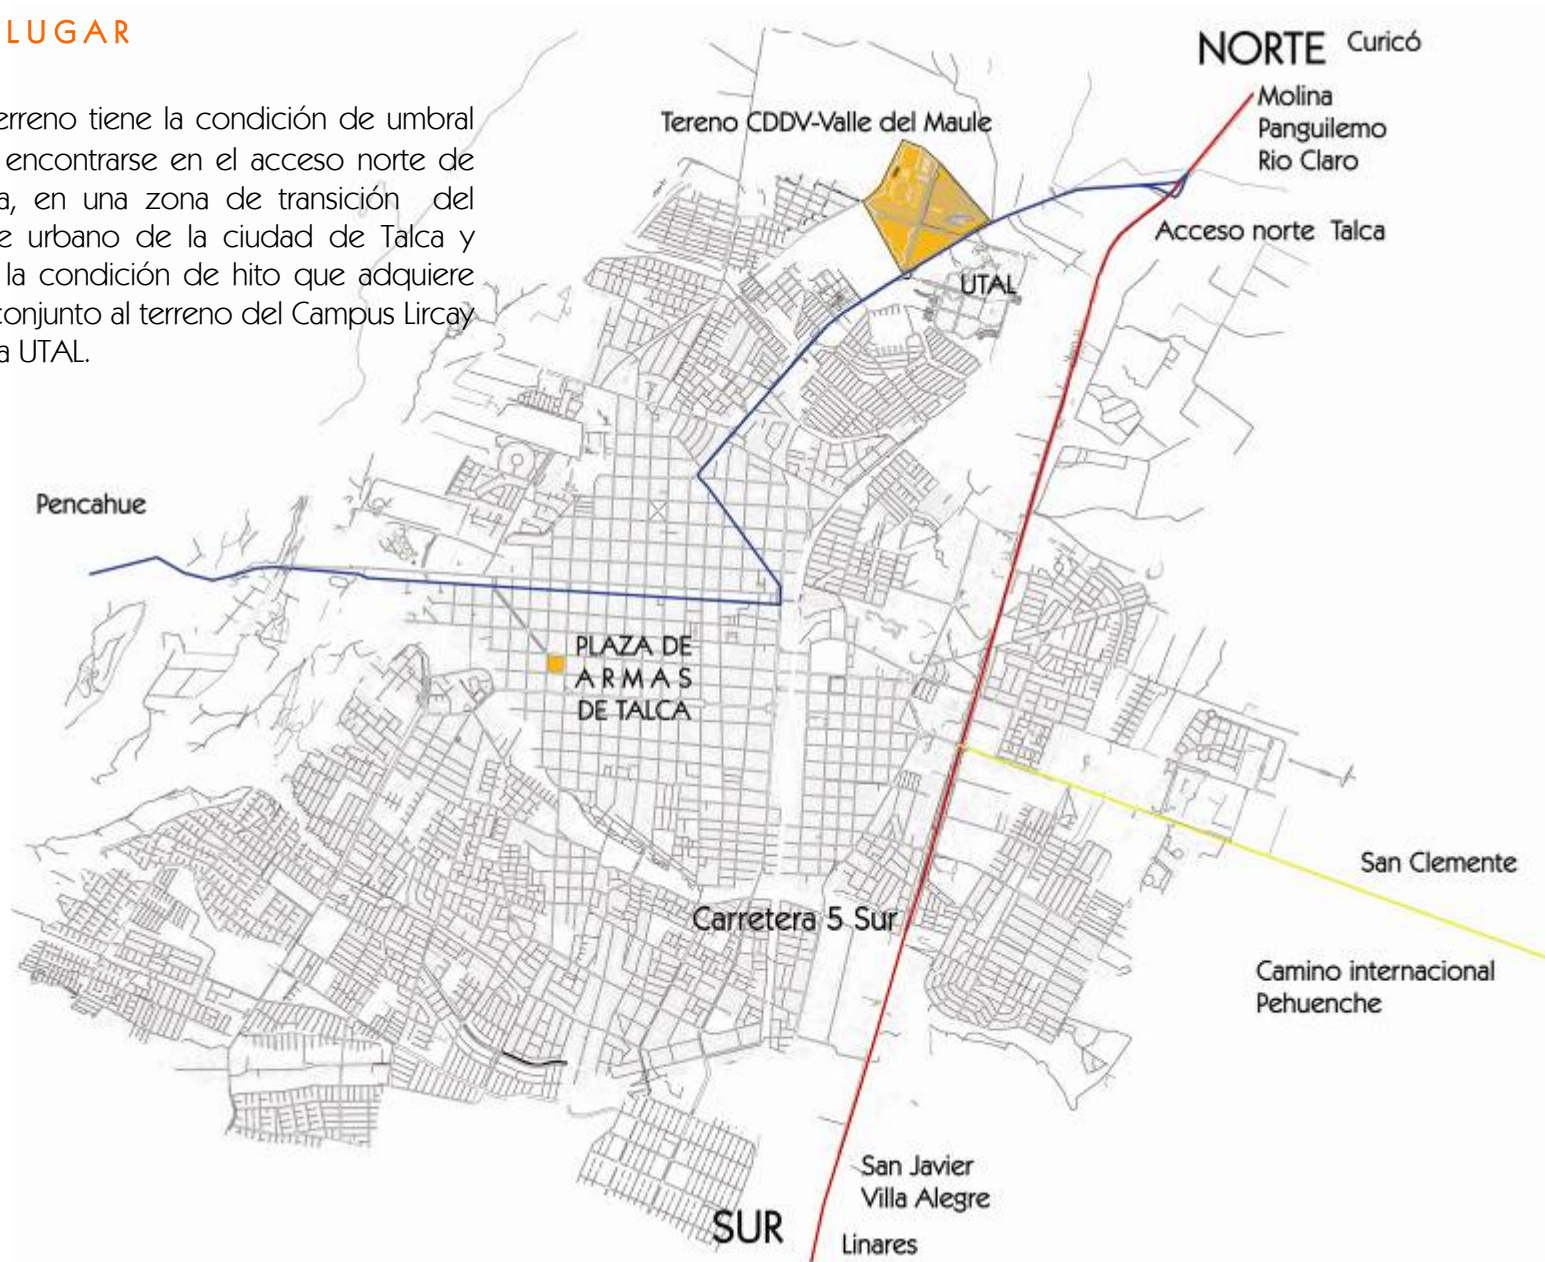 LUGAR
erreno tiene la condición de umbral
encontrarse en el acceso norte de
a, en una zona de transición del
e urbano de la ciudad de Talca y
la condición de hito que adquiere
conjunto al terreno del Campus Lircay
a UTAL.
NORTE Curicó
Molina
Panguilemo
Rio Claro
Tereno CDDV-Valle del Maule
Acceso norte Talca
UTAL
Pencahue
PLAZA DE
ARMAS
DE TALCA
San Clemente
Carretera 5 Sur
Camino internacional
Pehuenche
San Javier
Villa Alegre
SUR
Linares